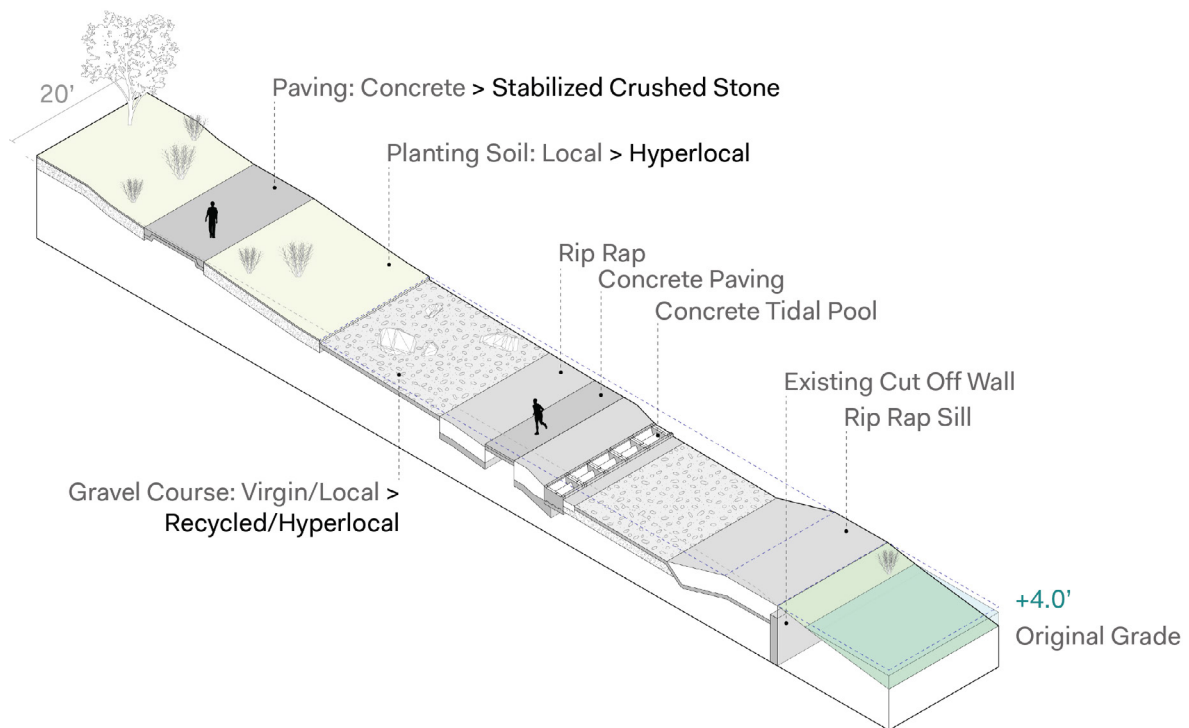 20’
Paving: Concrete > Stabilized Crushed Stone
Planting Soil: Local > Hyperlocal
Rip Rap
Concrete Paving
Concrete Tidal Pool
Existing Cut Off Wall
Rip Rap Sill
Gravel Course: Virgin/Local >
Recycled/Hyperlocal
+4.0’
Original Grade